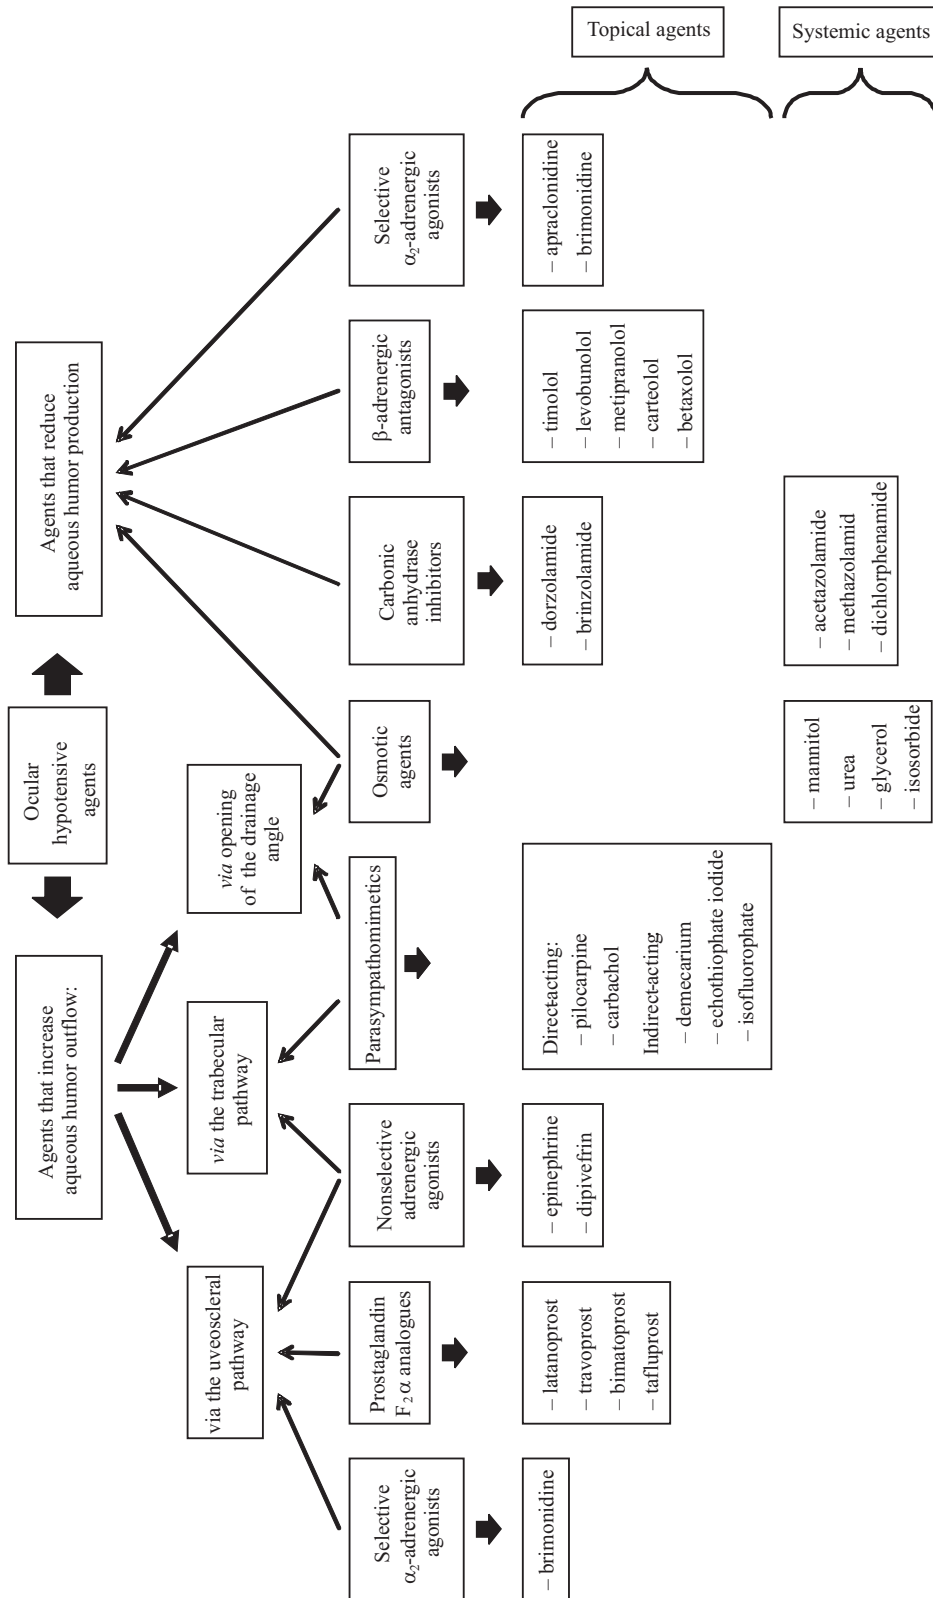 Ocular
hypotensive
agents
Agents that increase
aqueous humor outflow:
Agents that reduce
aqueous humor production
via the uveoscleral
pathway
via the trabecular
pathway
via opening
of the drainage
angle
Selective
α₂-adrenergic
agonists
Prostaglandin
F₂α analogues
Nonselective
adrenergic
agonists
Parasympathomimetics
Osmotic
agents
Carbonic
anhydrase
inhibitors
β-adrenergic
antagonists
Selective
α₂-adrenergic
agonists
– brimonidine
– latanoprost
– travoprost
– bimatoprost
– tafluprost
– epinephrine
– dipivefrin
Direct-acting:
– pilocarpine
– carbachol
Indirect-acting
– demecarium
– echothiophate iodide
– isofluorophate
– dorzolamide
– brinzolamide
– timolol
– levobunolol
– metipranolol
– carteolol
– betaxolol
– apraclonidine
– brimonidine
Topical agents
– mannitol
– urea
– glycerol
– isosorbide
– acetazolamide
– methazolamid
– dichlorphenamide
Systemic agents